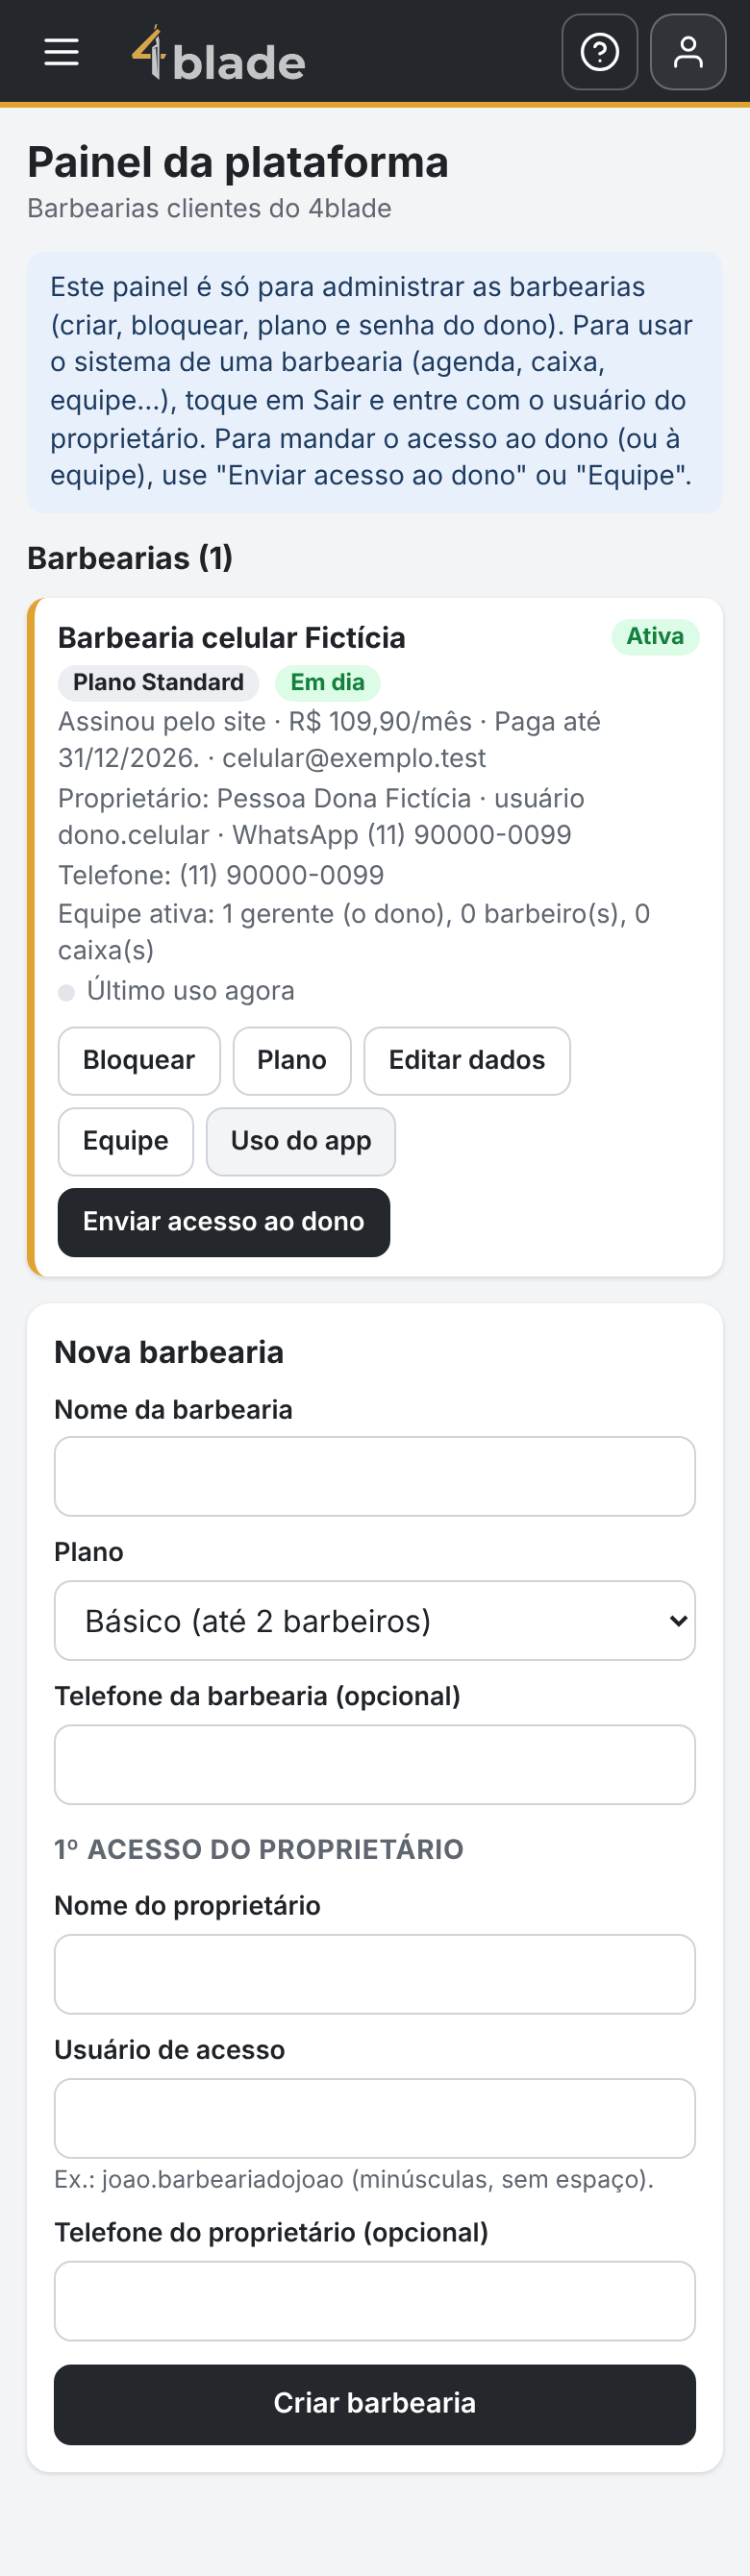 4blade
Painel da plataforma
Barbearias clientes do 4blade
Este painel é só para administrar as barbearias
(criar, bloquear, plano e senha do dono). Para usar
o sistema de uma barbearia (agenda, caixa,
equipe...), toque em Sair e entre com o usuário do
proprietário. Para mandar o acesso ao dono (ou à
equipe), use "Enviar acesso ao dono" ou "Equipe".
Barbearias (1)
Barbearia celular Fictícia
Ativa
Plano Standard
Em dia
Assinou pelo site · R$ 109,90/mês · Paga até
31/12/2026. · celular@exemplo.test
Proprietário: Pessoa Dona Fictícia · usuário
dono.celular · WhatsApp (11) 90000-0099
Telefone: (11) 90000-0099
Equipe ativa: 1 gerente (o dono), 0 barbeiro(s), 0
caixa(s)
Último uso agora
Bloquear
Plano
Editar dados
Equipe
Uso do app
Enviar acesso ao dono
Nova barbearia
Nome da barbearia
Plano
Básico (até 2 barbeiros)
Telefone da barbearia (opcional)
1º ACESSO DO PROPRIETÁRIO
Nome do proprietário
Usuário de acesso
Ex.: joao.barbeariadojoao (minúsculas, sem espaço).
Telefone do proprietário (opcional)
Criar barbearia